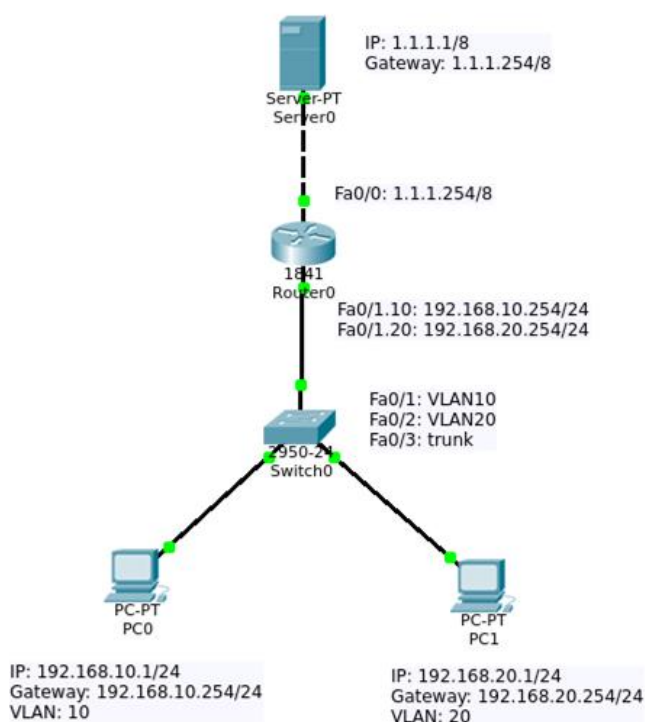 IP: 1.1.1.1/8
Gateway: 1.1.1.254/8
Server-PT
Server0
Fa0/0: 1.1.1.254/8
1841
Router0
Fa0/1.10: 192.168.10.254/24
Fa0/1.20: 192.168.20.254/24
Fa0/1: VLAN10
Fa0/2: VLAN20
Fa0/3: trunk
2950-24
Switch0
PC-PT
PC0
PC-PT
PC1
IP: 192.168.10.1/24
Gateway: 192.168.10.254/24
VLAN: 10
IP: 192.168.20.1/24
Gateway: 192.168.20.254/24
VLAN: 20